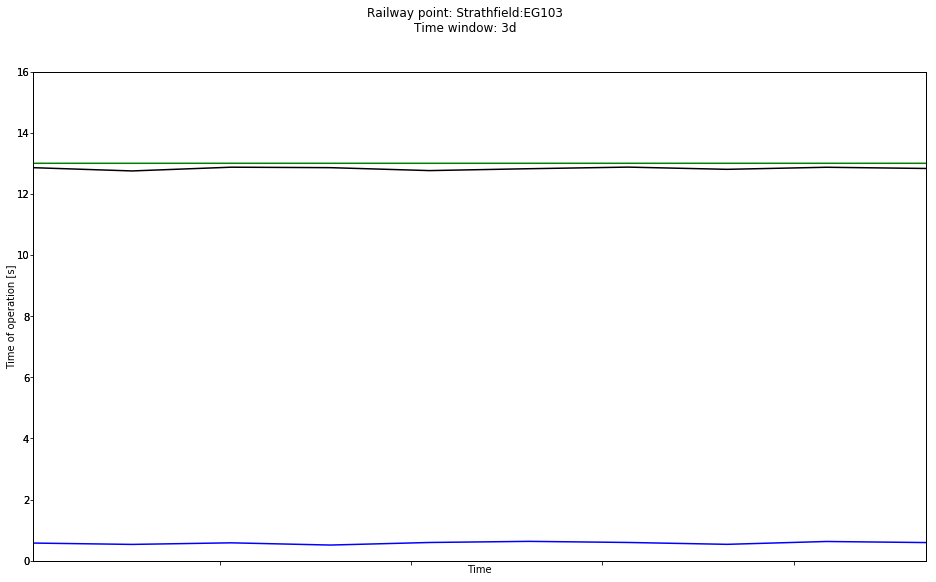 Railway point: Strathfield:EG103
Time window: 3d
16
14
12
10
8
6
4
2
0
Time of operation [s]
Time